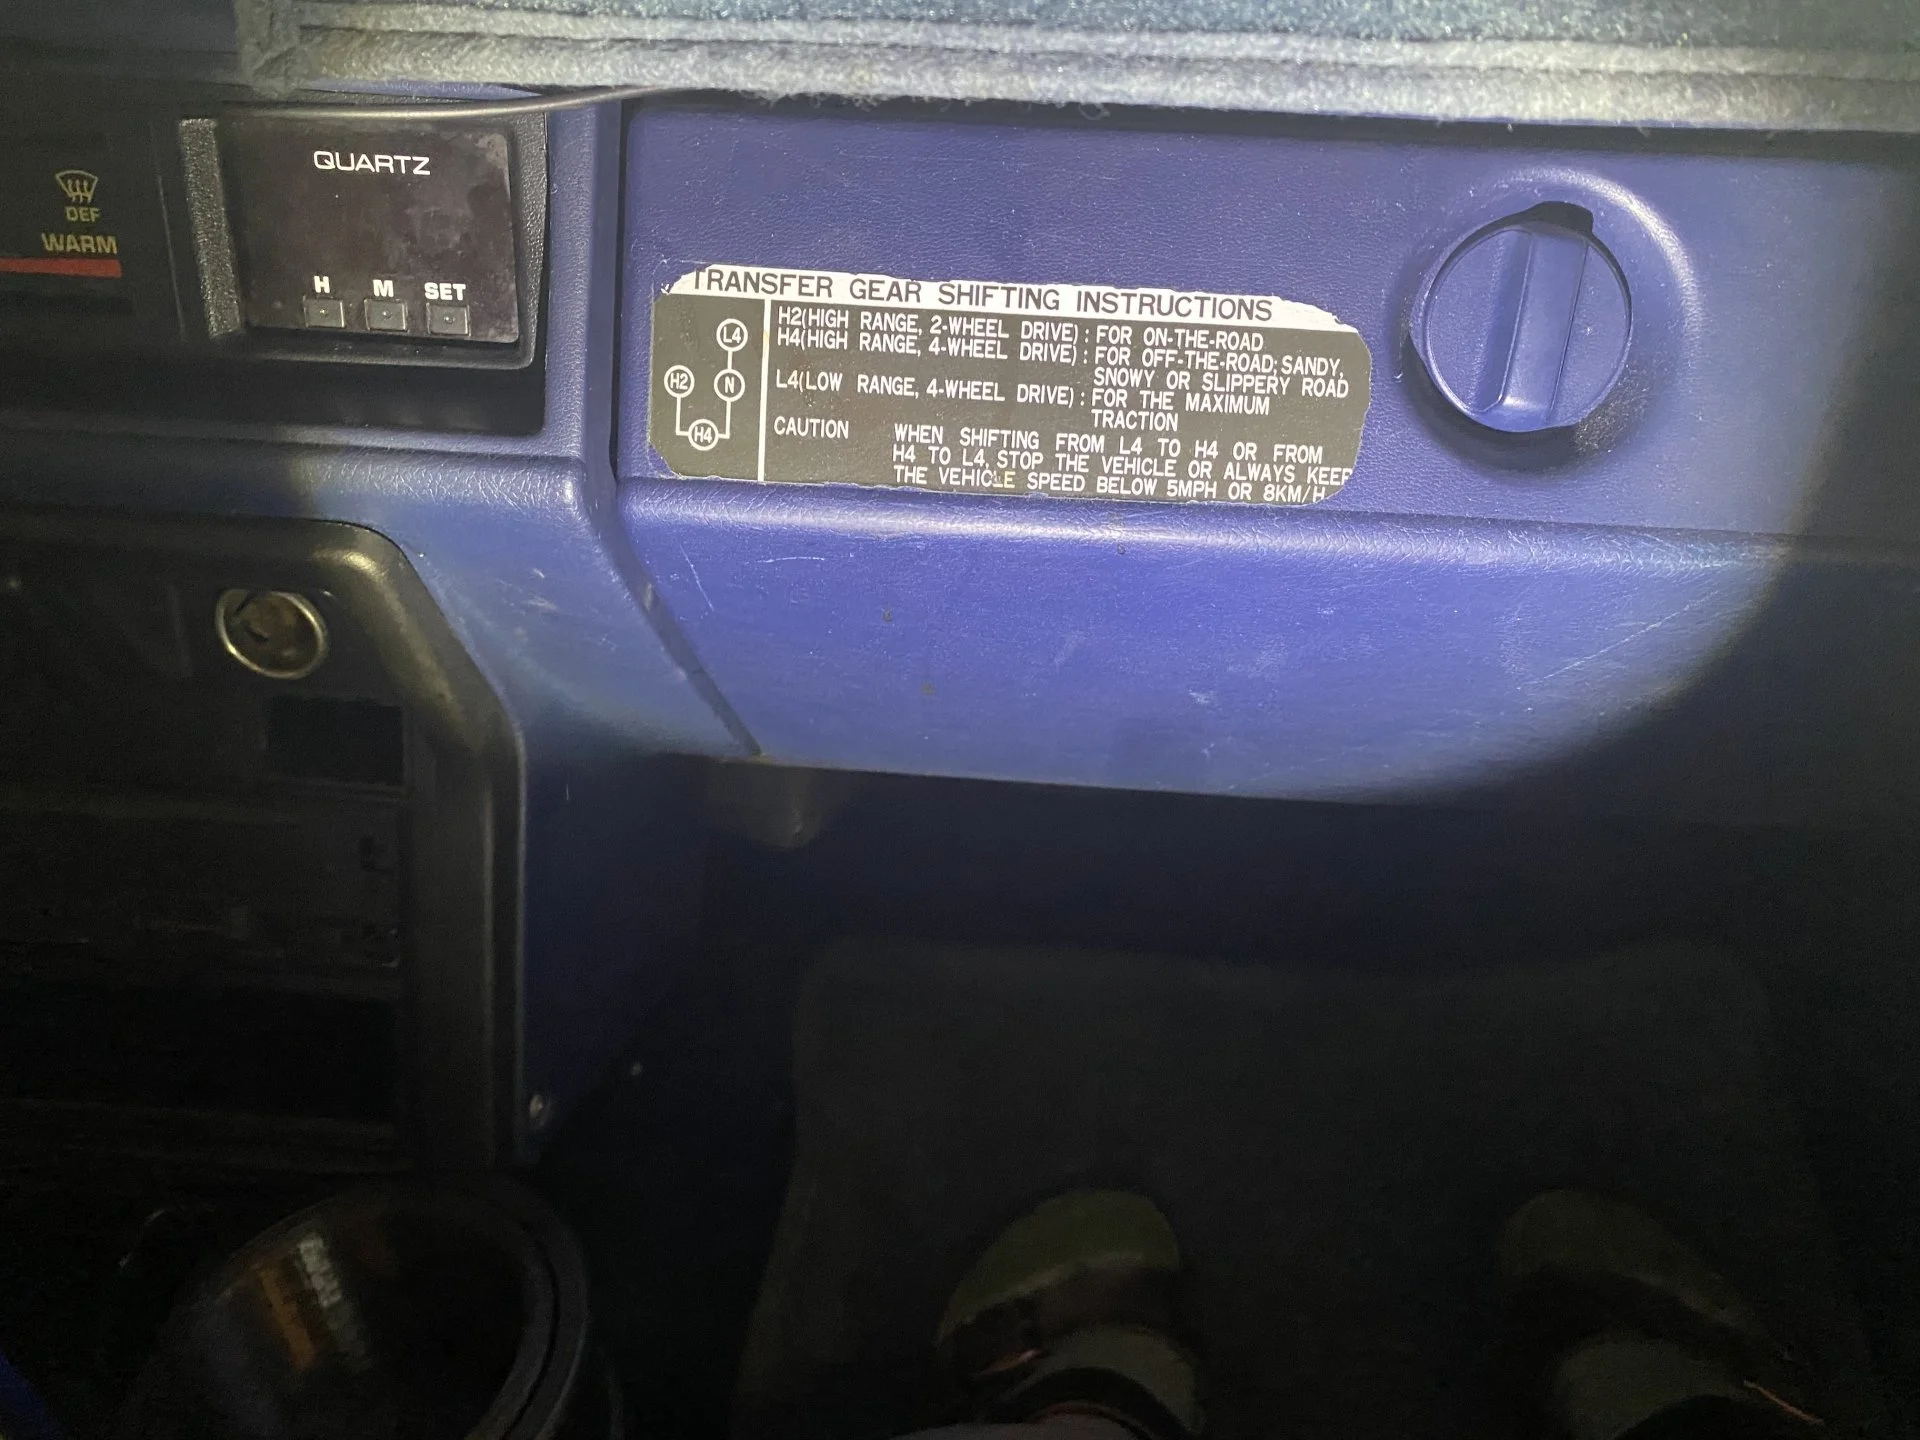 QUARTZ
DEF
WARM
H M SET
TRANSFER GEAR SHIFTING INSTRUCTIONS
L4
H2 N
H4
H2(HIGH RANGE, 2-WHEEL DRIVE) : FOR ON-THE-ROAD
H4(HIGH RANGE, 4-WHEEL DRIVE) : FOR OFF-THE-ROAD; SANDY,
SNOWY OR SLIPPERY ROAD
L4(LOW RANGE, 4-WHEEL DRIVE) : FOR THE MAXIMUM
TRACTION
CAUTION WHEN SHIFTING FROM L4 TO H4 OR FROM
H4 TO L4, STOP THE VEHICLE OR ALWAYS KEEP
THE VEHICLE SPEED BELOW 5MPH OR 8KM/H